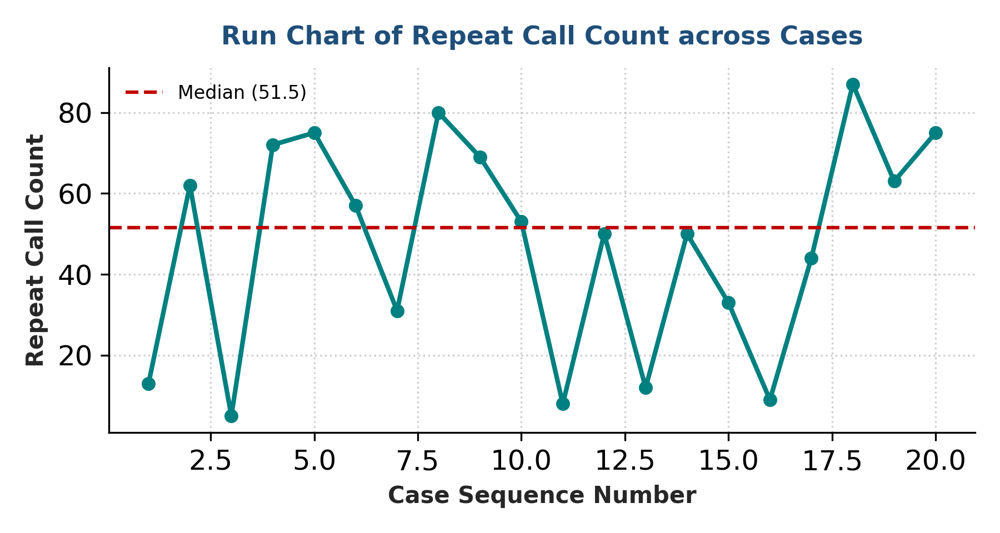 Run Chart of Repeat Call Count across Cases
Median (51.5)
Repeat Call Count
80
60
40
20
2.5 5.0 7.5 10.0 12.5 15.0 17.5 20.0
Case Sequence Number